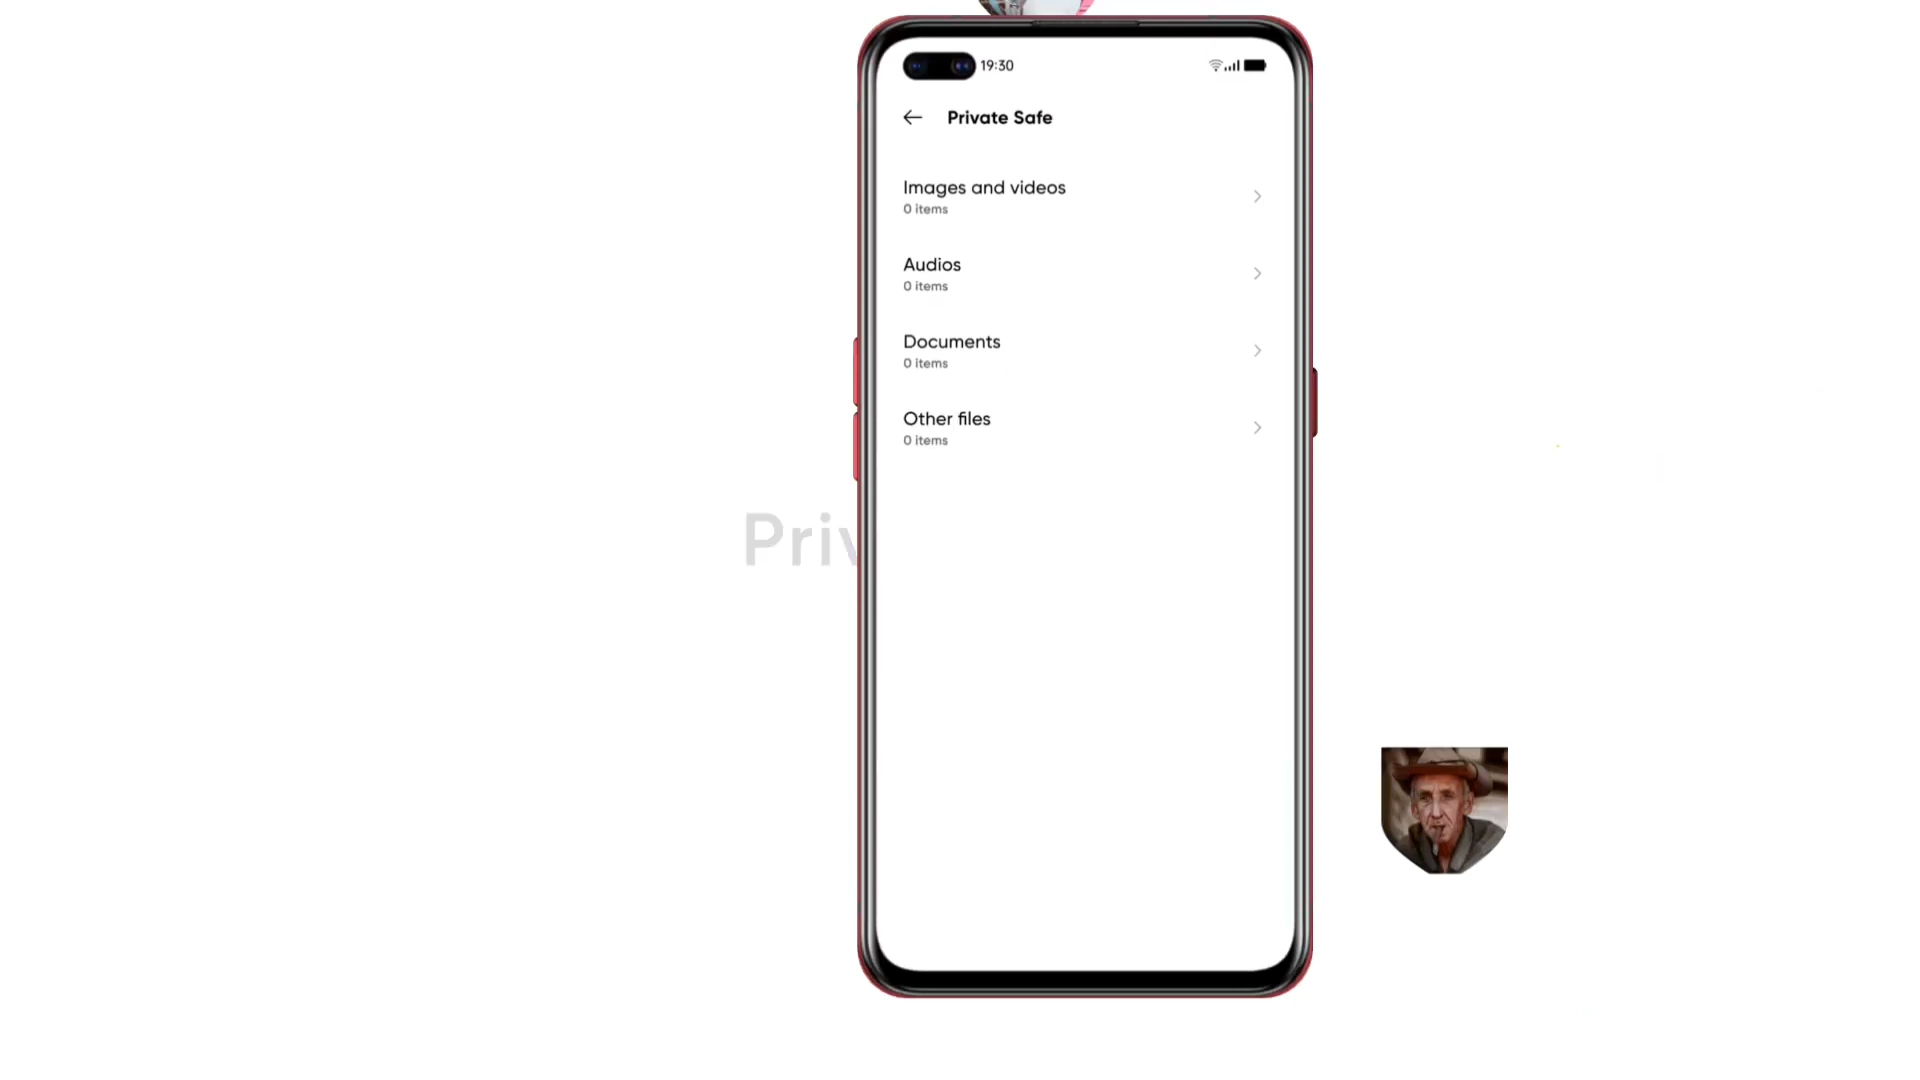 19:30
Private Safe
Images and videos
0 items
Audios
0 items
Documents
0 items
Other files
0 items
Priv